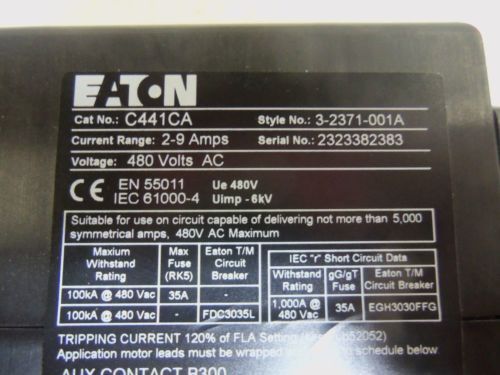 EATON
Cat No.: C441CA Style No.: 3-2371-001A
Current Range: 2-9 Amps Serial No.: 2323382383
Voltage: 480 Volts AC
CE EN 55011 Ue 480V
IEC 61000-4 Uimp - 6kV
Suitable for use on circuit capable of delivering not more than 5,000
symmetrical amps, 480V AC Maximum
Maxium Withstand Rating Max Fuse (RK5) Eaton T/M Circuit Breaker
100kA @ 480 Vac 35A
100kA @ 480 Vac FDC3035L
IEC "r" Short Circuit Data
Withstand Rating gG/gT Fuse Eaton T/M Circuit Breaker
1,000A @ 480 Vac 35A EGH3030FFG
TRIPPING CURRENT 120% of FLA Setting
Application motor leads must be wrapped schedule below
AUX CONTACT B300